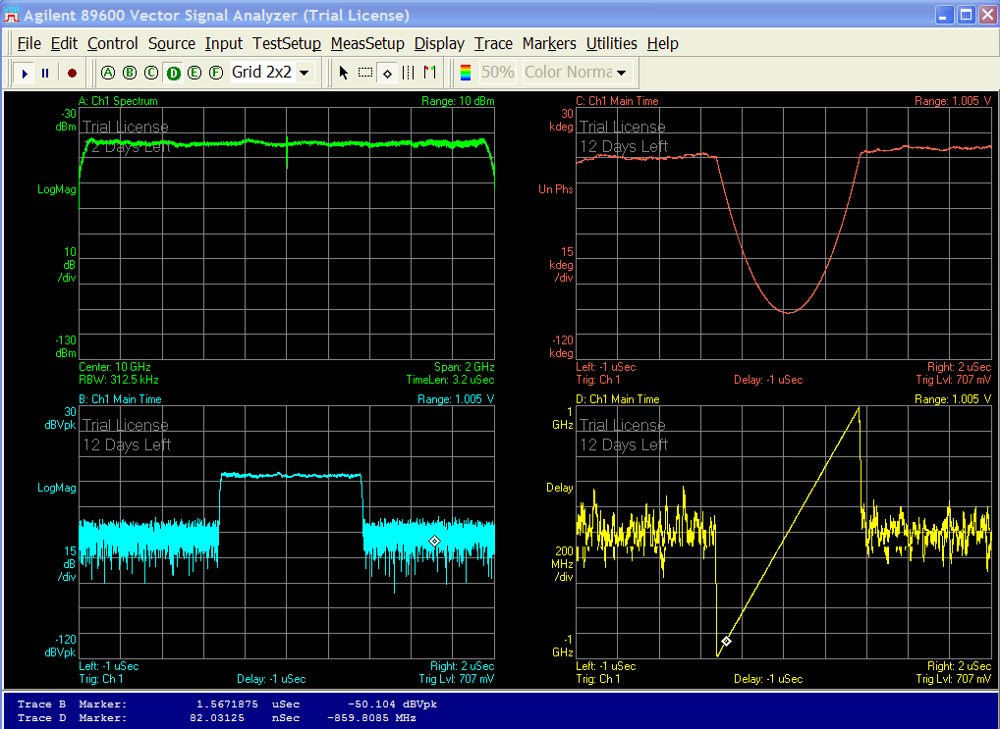 Agilent 89600 Vector Signal Analyzer (Trial License)
File Edit Control Source Input TestSetup MeasSetup Display Trace Markers Utilities Help
A B C D E F Grid 2x2 50% Color Norma
A: Ch1 Spectrum Range: 10 dBm
-30
dBm
Trial License
12 Days Left
LogMag
10
dB
/div
-130
dBm
Center: 10 GHz Span: 2 GHz
RBW: 312.5 kHz TimeLen: 3.2 uSec
C: Ch1 Main Time Range: 1.005 V
30
kdeg
Trial License
12 Days Left
Un Phs
15
kdeg
/div
-120
kdeg
Left: -1 uSec Right: 2 uSec
Trig: Ch 1 Delay: -1 uSec Trig Lvl: 707 mV
B: Ch1 Main Time Range: 1.005 V
30
dBVpk
Trial License
12 Days Left
LogMag
15
dB
/div
-120
dBVpk
Left: -1 uSec Right: 2 uSec
Trig: Ch 1 Delay: -1 uSec Trig Lvl: 707 mV
D: Ch1 Main Time Range: 1.005 V
1
GHz
Trial License
12 Days Left
Delay
200
MHz
/div
-1
GHz
Left: -1 uSec Right: 2 uSec
Trig: Ch 1 Delay: -1 uSec Trig Lvl: 707 mV
Trace B Marker: 1.5671875 uSec -50.104 dBVpk
Trace D Marker: 82.03125 nSec -859.8085 MHz